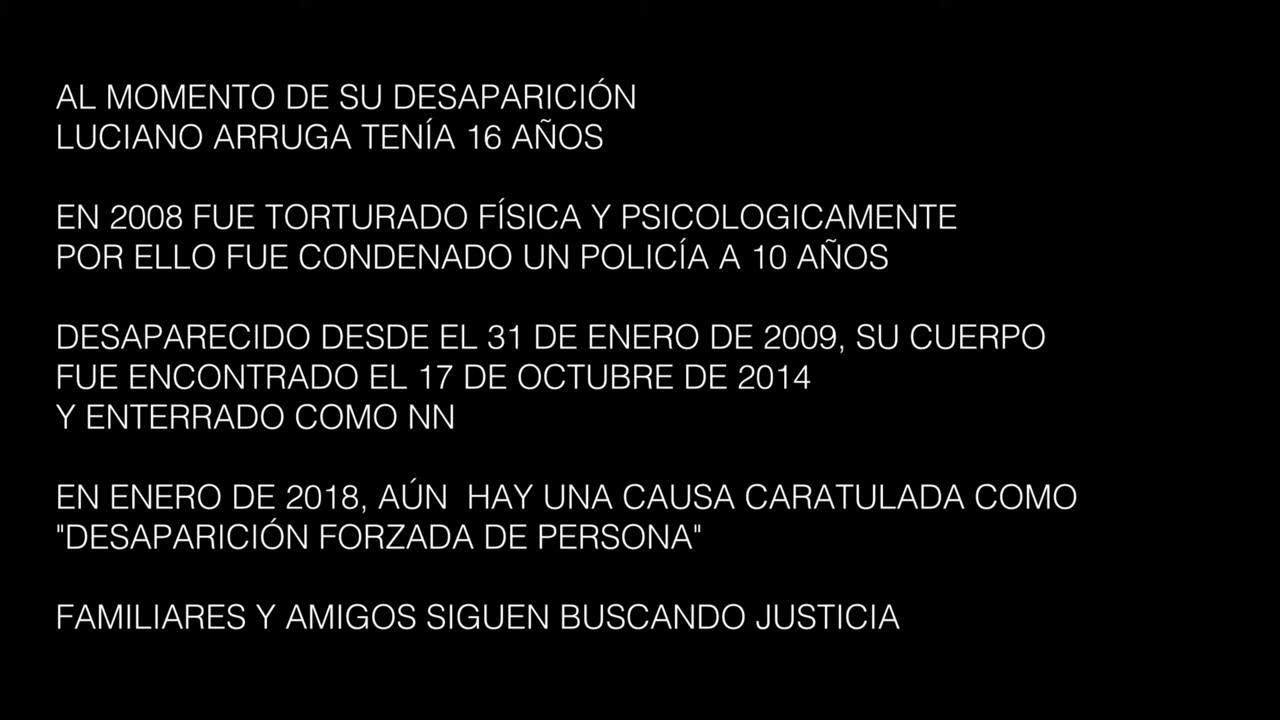 AL MOMENTO DE SU DESAPARICIÓN
LUCIANO ARRUGA TENÍA 16 AÑOS
EN 2008 FUE TORTURADO FÍSICA Y PSICOLOGICAMENTE
POR ELLO FUE CONDENADO UN POLICÍA A 10 AÑOS
DESAPARECIDO DESDE EL 31 DE ENERO DE 2009, SU CUERPO
FUE ENCONTRADO EL 17 DE OCTUBRE DE 2014
Y ENTERRADO COMO NN
EN ENERO DE 2018, AÚN  HAY UNA CAUSA CARATULADA COMO
"DESAPARICIÓN FORZADA DE PERSONA"
FAMILIARES Y AMIGOS SIGUEN BUSCANDO JUSTICIA